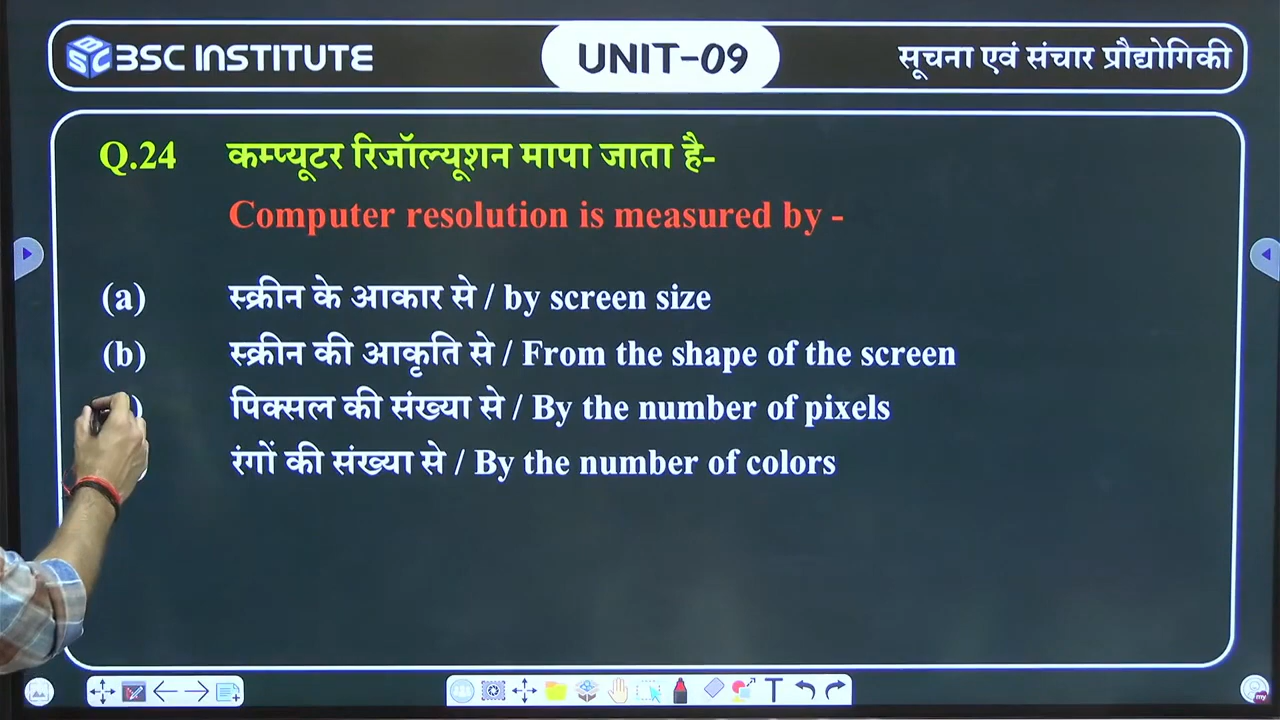 BSC INSTITUTE UNIT-09 सूचना एवं संचार प्रौद्योगिकी
Q.24 कम्प्यूटर रिजॉल्यूशन मापा जाता है-
Computer resolution is measured by -
(a) स्क्रीन के आकार से / by screen size
(b) स्क्रीन की आकृति से / From the shape of the screen
पिक्सल की संख्या से / By the number of pixels
रंगों की संख्या से / By the number of colors